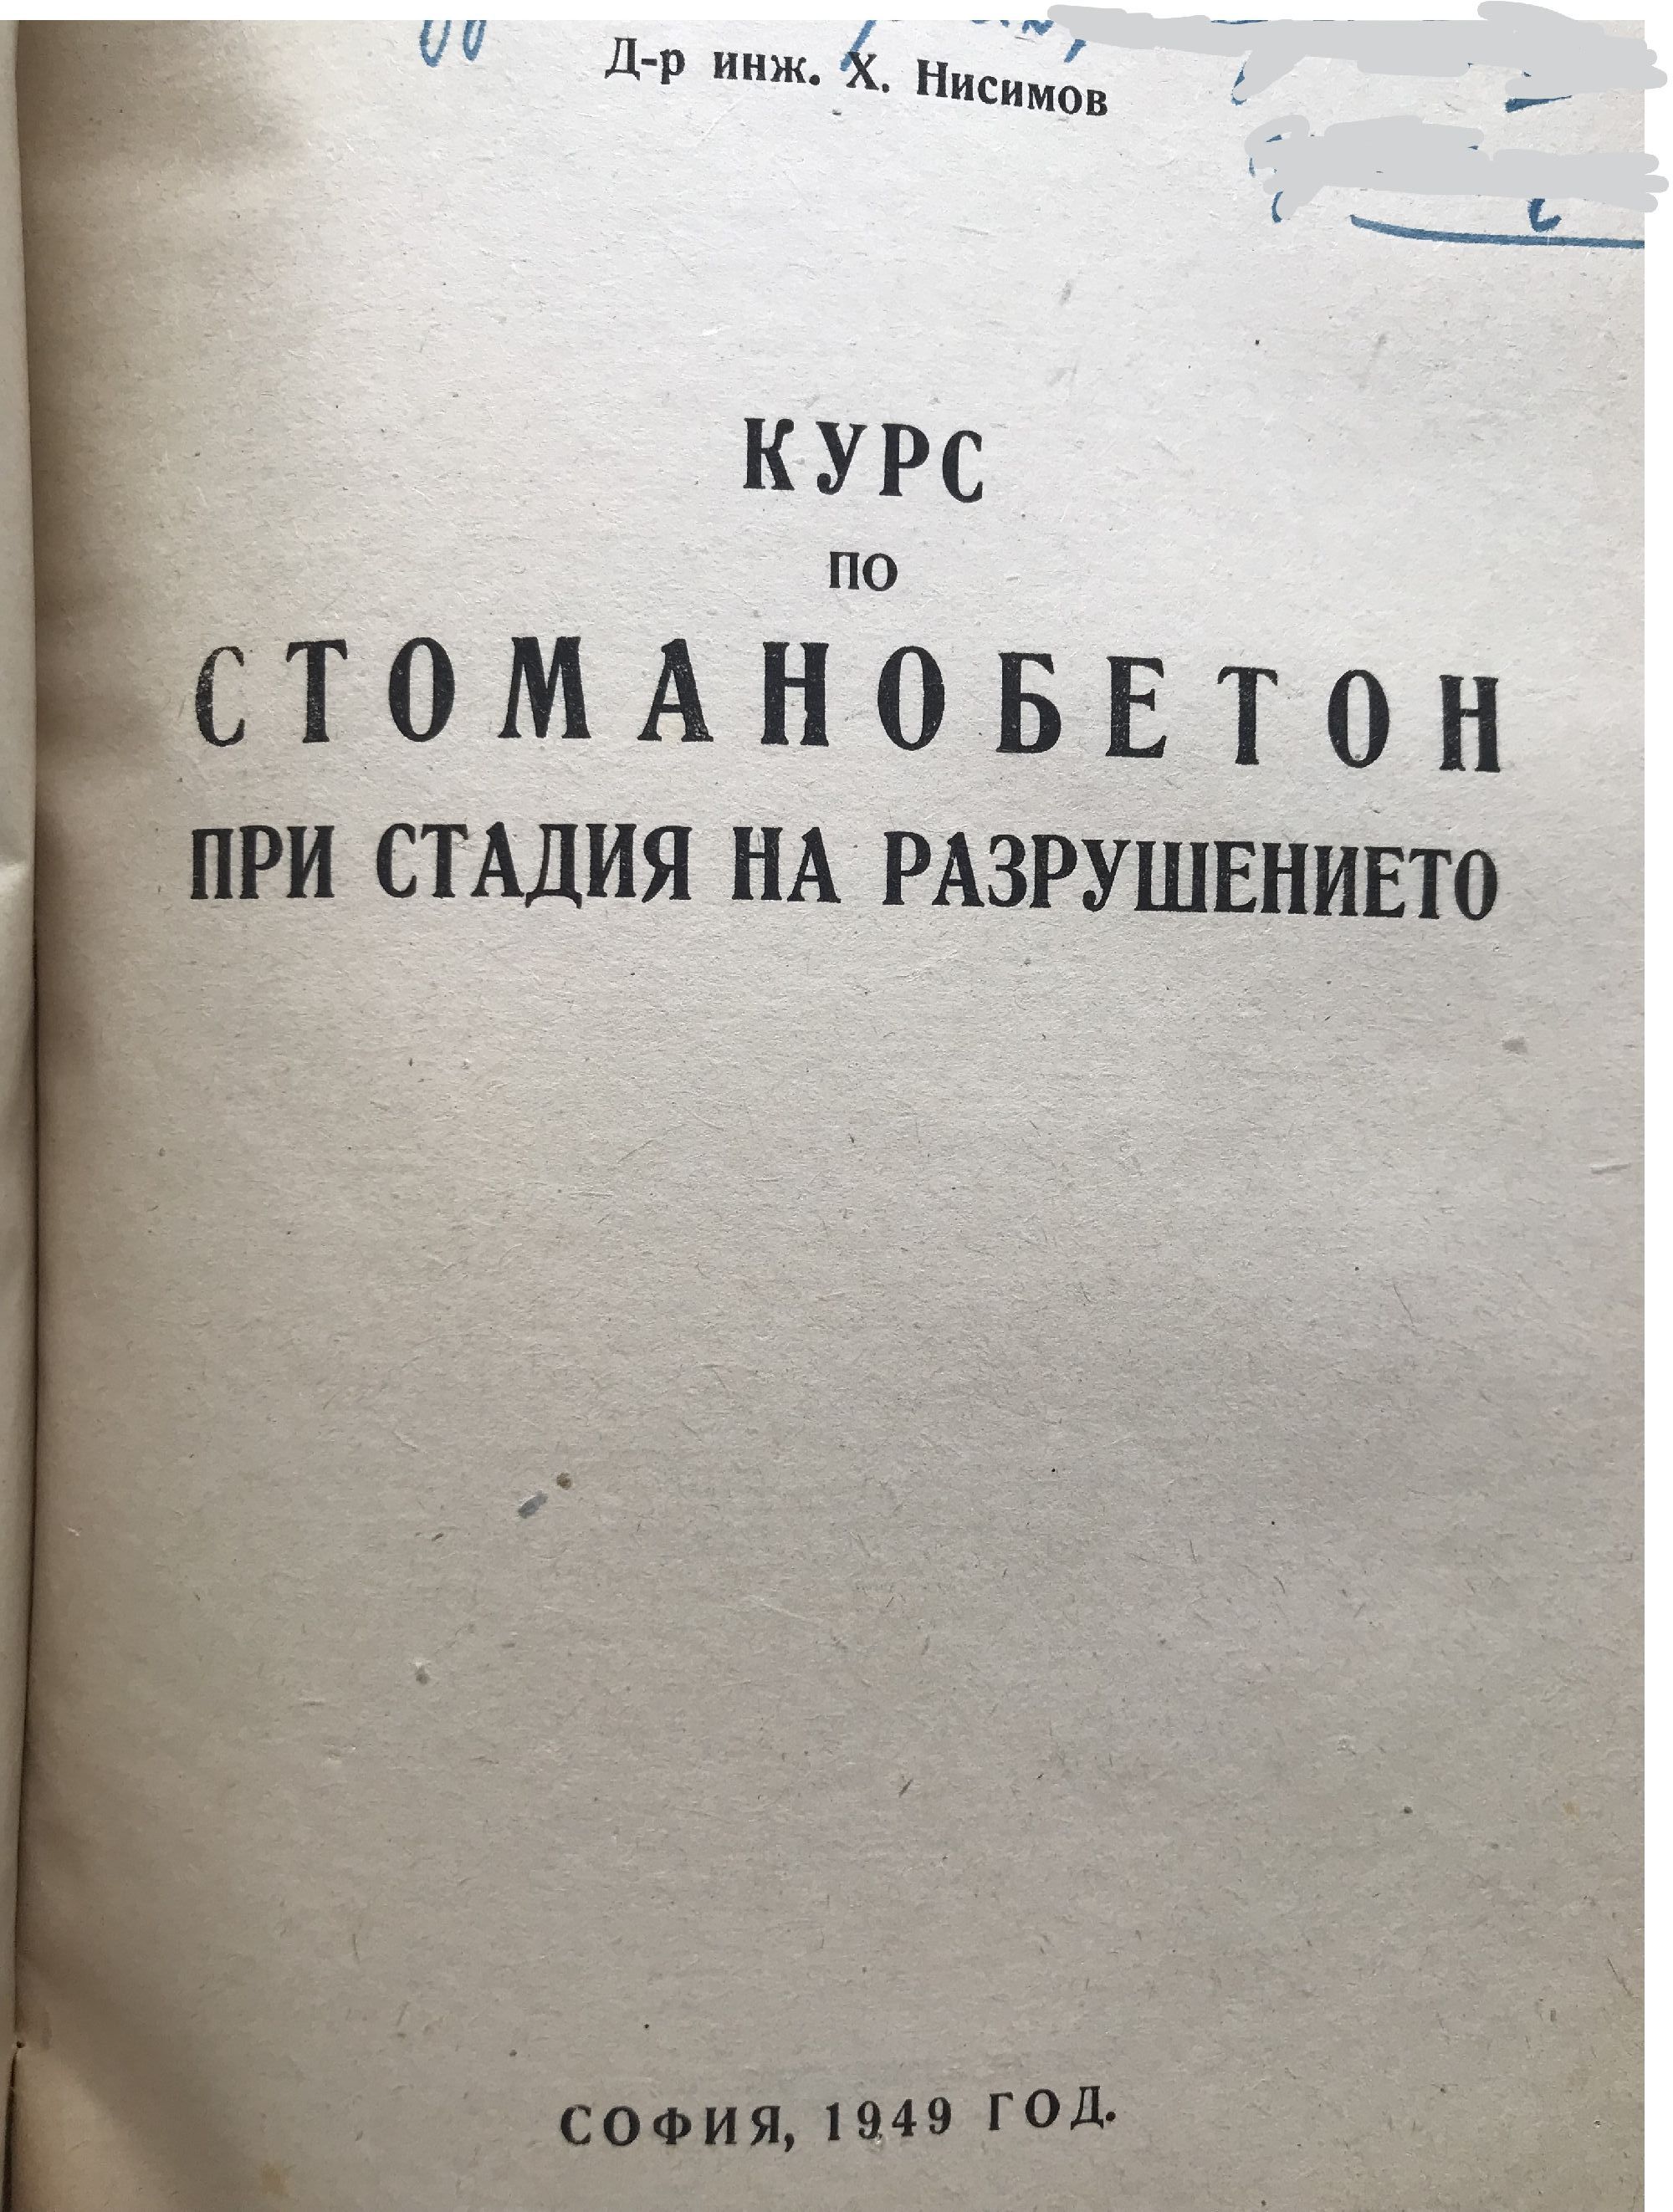 Д-р инж. Х. Нисимов
КУРС
ПО
СТОМАНОБЕТОН
ПРИ СТАДИЯ НА РАЗРУШЕНИЕТО
СОФИЯ, 1949 ГОД.